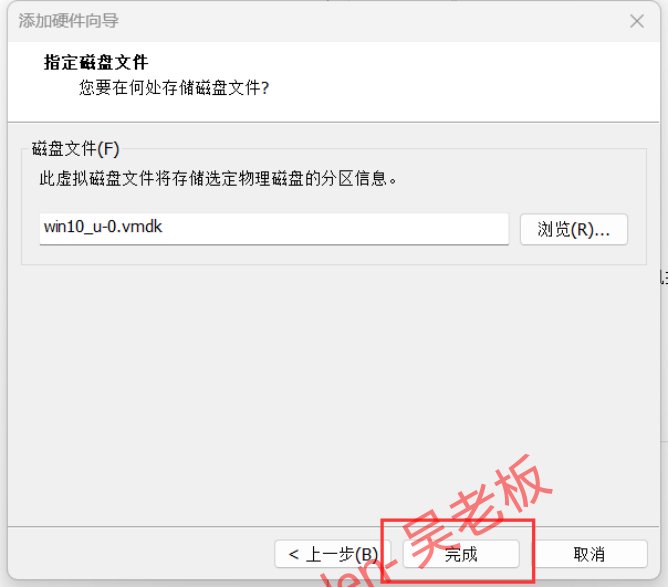 添加硬件向导
指定磁盘文件
您要在何处存储磁盘文件?
磁盘文件(F)
此虚拟磁盘文件将存储选定物理磁盘的分区信息。
win10_u-0.vmdk
浏览(R)...
len-吴老板
< 上一步(B)
完成
取消